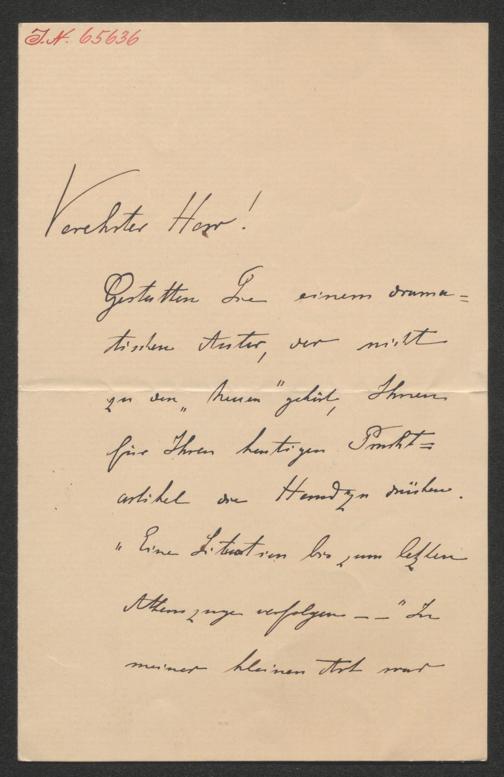 J.N. 65636
Verehrter Herr!
Gestatten Sie einem drama=
tischen Autor, der nicht
zu den „Neuen" gehört, Ihnen
für Ihren heutigen Pracht=
artikel die Hand zu drücken.
„Eine Situation bis zum letzten
Athemzuge verfolgen – –" In
meiner kleinen Art war